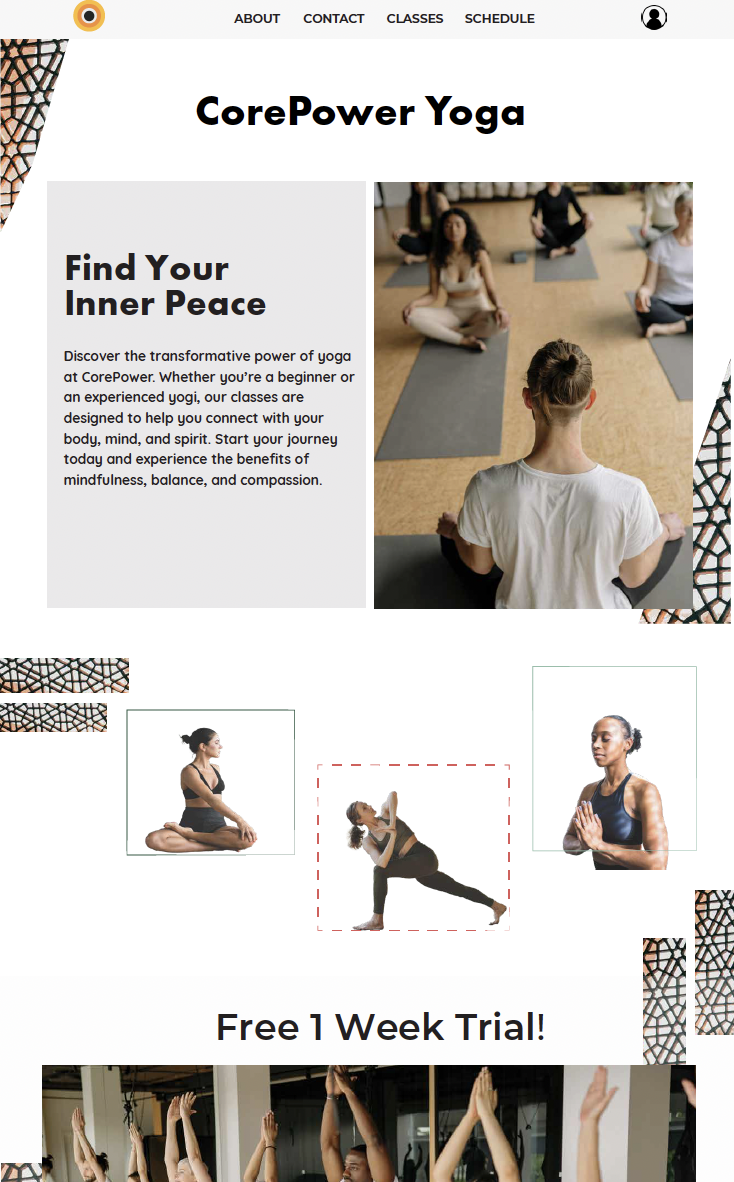 ABOUT CONTACT CLASSES SCHEDULE
CorePower Yoga
Find Your
Inner Peace
Discover the transformative power of yoga
at CorePower. Whether you’re a beginner or
an experienced yogi, our classes are
designed to help you connect with your
body, mind, and spirit. Start your journey
today and experience the benefits of
mindfulness, balance, and compassion.
Free 1 Week Trial!